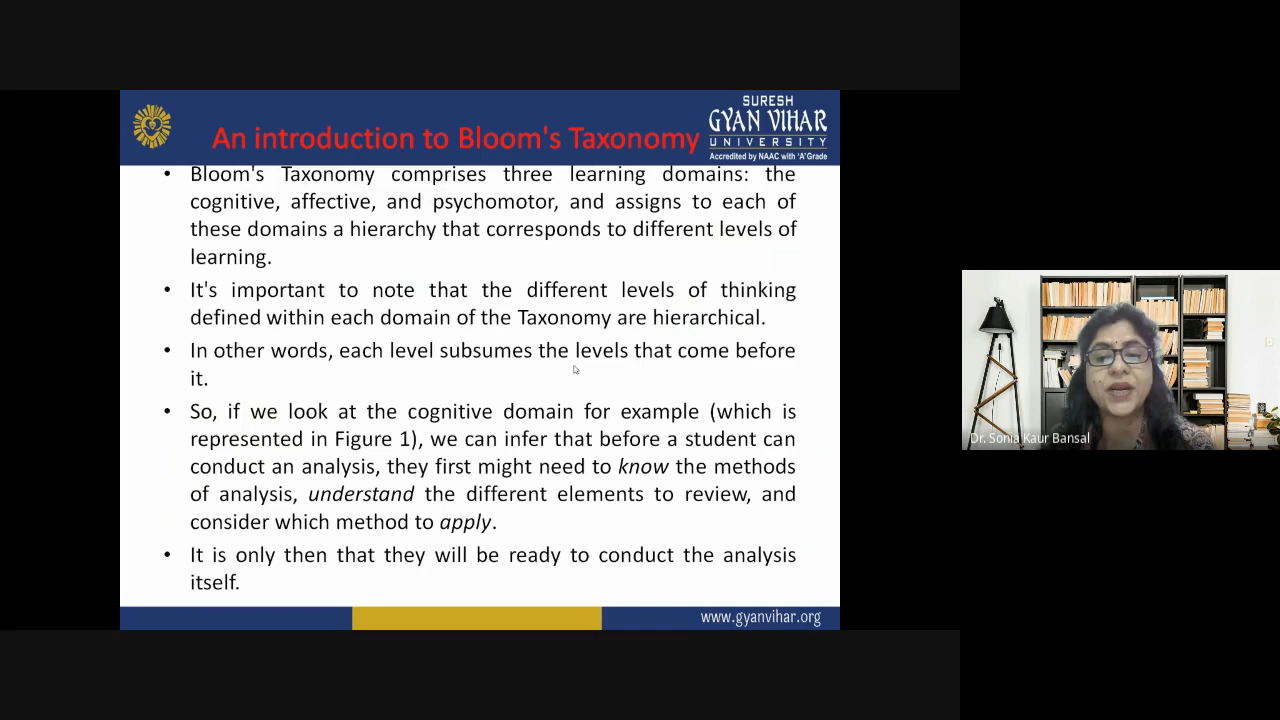 An introduction to Bloom's Taxonomy
SURESH
GYAN VIHAR
UNIVERSITY
Accredited by NAAC with 'A' Grade
• Bloom's Taxonomy comprises three learning domains: the
cognitive, affective, and psychomotor, and assigns to each of
these domains a hierarchy that corresponds to different levels of
learning.
• It's important to note that the different levels of thinking
defined within each domain of the Taxonomy are hierarchical.
• In other words, each level subsumes the levels that come before
it.
• So, if we look at the cognitive domain for example (which is
represented in Figure 1), we can infer that before a student can
conduct an analysis, they first might need to know the methods
of analysis, understand the different elements to review, and
consider which method to apply.
• It is only then that they will be ready to conduct the analysis
itself.
www.gyanvihar.org
Dr. Sonia Kaur Bansal